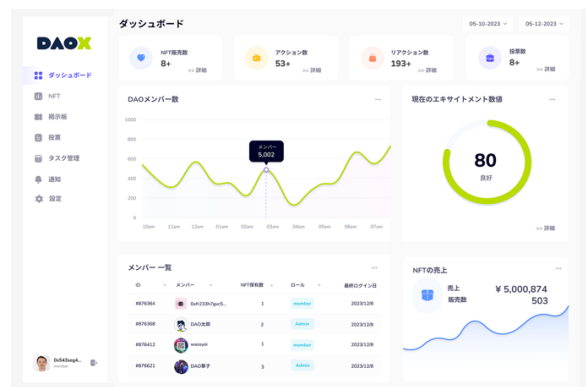 DAOX
ダッシュボード
NFT
掲示板
投票
タスク管理
通知
設定
0x543bag4...
member
ダッシュボード
05-10-2023
05-12-2023
NFT販売数
8+
>> 詳細
アクション数
53+
>> 詳細
リアクション数
193+
>> 詳細
投票数
8+
>> 詳細
DAOメンバー数
1000
800
600
400
200
0
メンバー
5,002
10am
11am
12am
01am
02am
03am
04am
05am
06am
07am
現在のエキサイトメント数値
80
良好
>> 詳細
メンバー 一覧
ID
メンバー
NFT保有数
ロール
最終ログイン日
#876364
1
member
2023/12/8
#876368
DAO太郎
2
Admin
2023/12/8
#876412
1
member
2023/12/8
#876621
DAO華子
3
Admin
2023/12/8
NFTの売上
売上
¥ 5,000,874
販売数
503